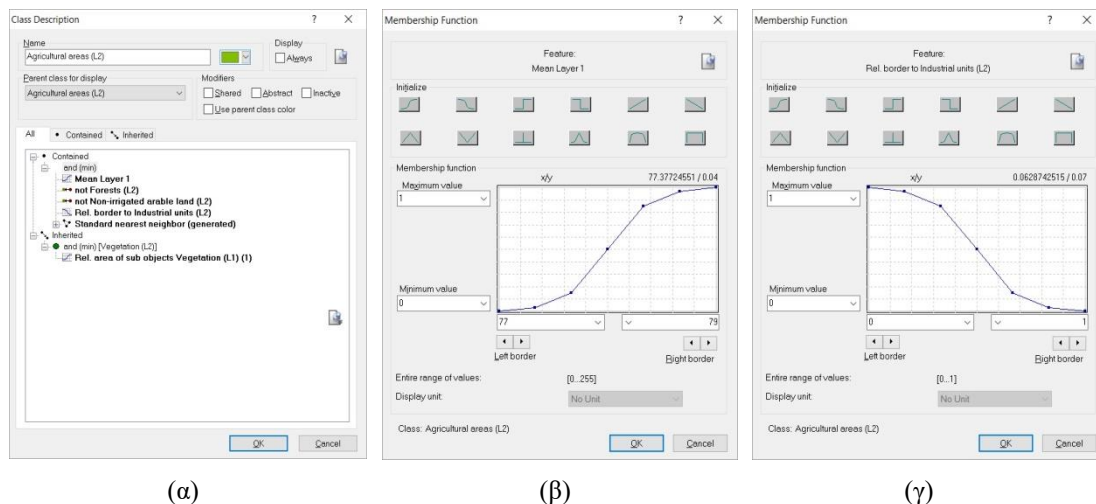 Class Description
?
X
Name
Agricultural areas (L2)
Display
Always
Parent class for display
Agricultural areas (L2)
Modifiers
Shared
Abstract
Inactive
Use parent class color
All
Contained
Inherited
Contained
and (min)
Mean Layer 1
not Forests (L2)
not Non-irrigated arable land (L2)
Rel. border to Industrial units (L2)
Standard nearest neighbor (generated)
Inherited
and (min) [Vegetation (L2)]
Rel. area of sub objects Vegetation (L1) (1)
OK
Cancel
(α)
Membership Function
?
X
Feature:
Mean Layer 1
Initialize
Membership function
x/y
77.37724551 / 0.04
Maximum value
1
Minimum value
0
77
79
Left border
Right border
Entire range of values:
[0...255]
Display unit:
No Unit
Class: Agricultural areas (L2)
OK
Cancel
(β)
Membership Function
?
X
Feature:
Rel. border to Industrial units (L2)
Initialize
Membership function
x/y
0.0628742515 / 0.07
Maximum value
1
Minimum value
0
0
1
Left border
Right border
Entire range of values:
[0...1]
Display unit:
No Unit
Class: Agricultural areas (L2)
OK
Cancel
(γ)